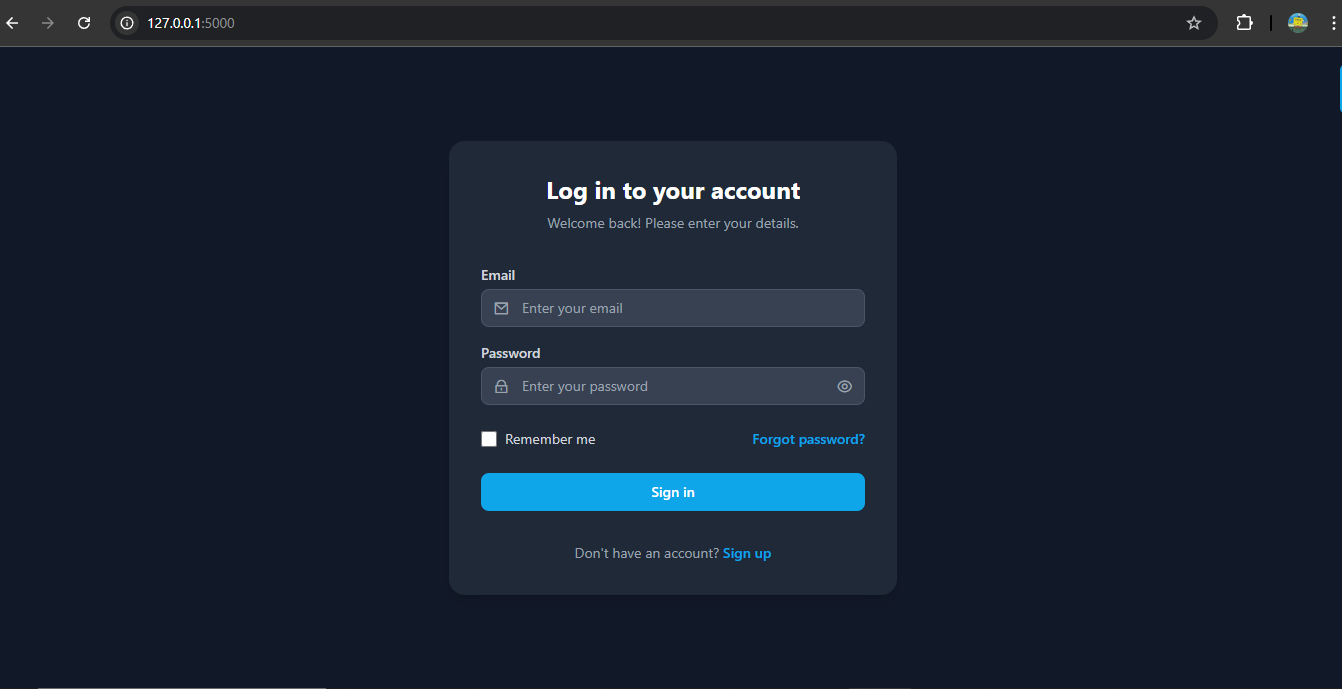 127.0.0.1:5000
Log in to your account
Welcome back! Please enter your details.
Email
Enter your email
Password
Enter your password
Remember me
Forgot password?
Sign in
Don't have an account? Sign up